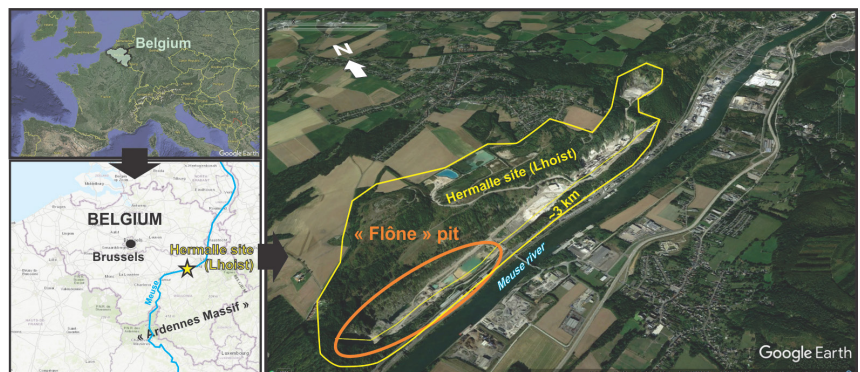 Belgium
Google Earth
BELGIUM
Brussels
Hermalle site
(Lhoist)
Meuse
« Ardennes Massif »
N
Hermalle site (Lhoist)
~3 km
« Flône » pit
Meuse river
Google Earth